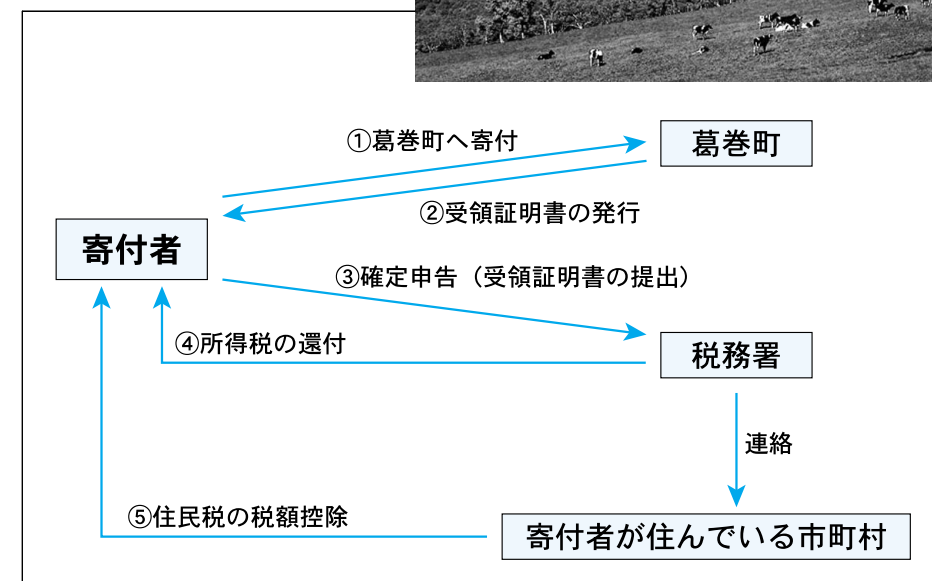 ①葛巻町へ寄付
葛巻町
②受領証明書の発行
寄付者
③確定申告（受領証明書の提出）
④所得税の還付
税務署
連絡
⑤住民税の税額控除
寄付者が住んでいる市町村